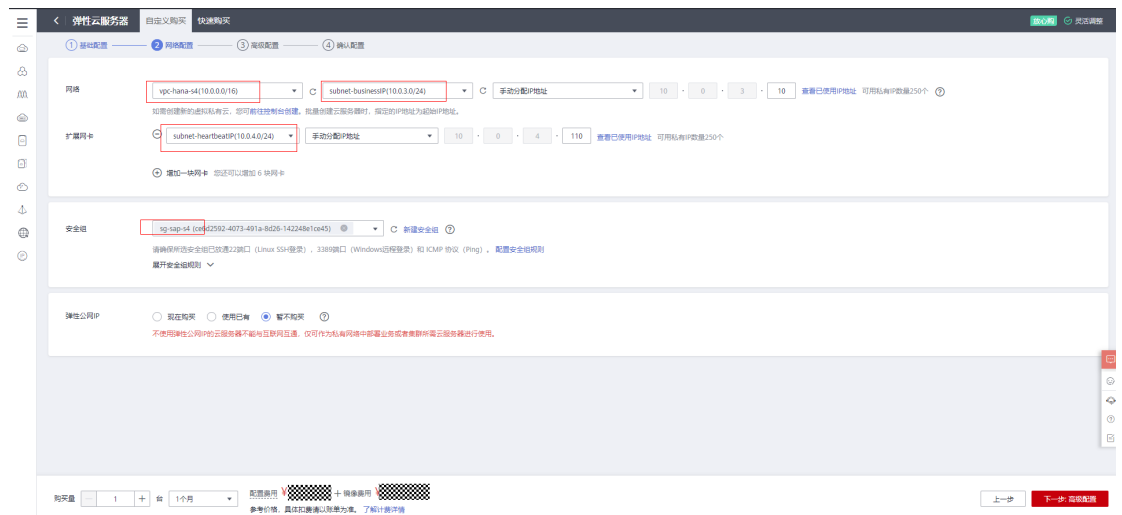 弹性云服务器 自定义购买 快速购买 放心购 灵活调整
1 基础配置 2 网络配置 3 高级配置 4 确认配置
网络 vpc-hana-s4(10.0.0.0/16) subnet-businessIP(10.0.3.0/24) 手动分配IP地址 10 · 0 · 3 · 10 查看已使用IP地址 可用私有IP数量250个
如需创建新的虚拟私有云，您可前往控制台创建。批量创建云服务器时，指定的IP地址为起始IP地址。
扩展网卡 subnet-heartbeatIP(10.0.4.0/24) 手动分配IP地址 10 · 0 · 4 · 110 查看已使用IP地址 可用私有IP数量250个
增加一块网卡 您还可以增加 6 块网卡
安全组 sg-sap-s4 (ce6d2592-4073-491a-8d26-142248e1ce45) 新建安全组
请确保所选安全组已放通22端口（Linux SSH登录），3389端口（Windows远程登录）和 ICMP 协议（Ping）。 配置安全组规则
展开安全组规则
弹性公网IP 现在购买 使用已有 暂不购买
不使用弹性公网IP的云服务器不能与互联网互通，仅可作为私有网络中部署业务或者集群所需云服务器进行使用。
购买量 1 台 1个月 配置费用 ¥ + 镜像费用 ¥ 上一步 下一步: 高级配置
参考价格，具体扣费请以账单为准。 了解计费详情